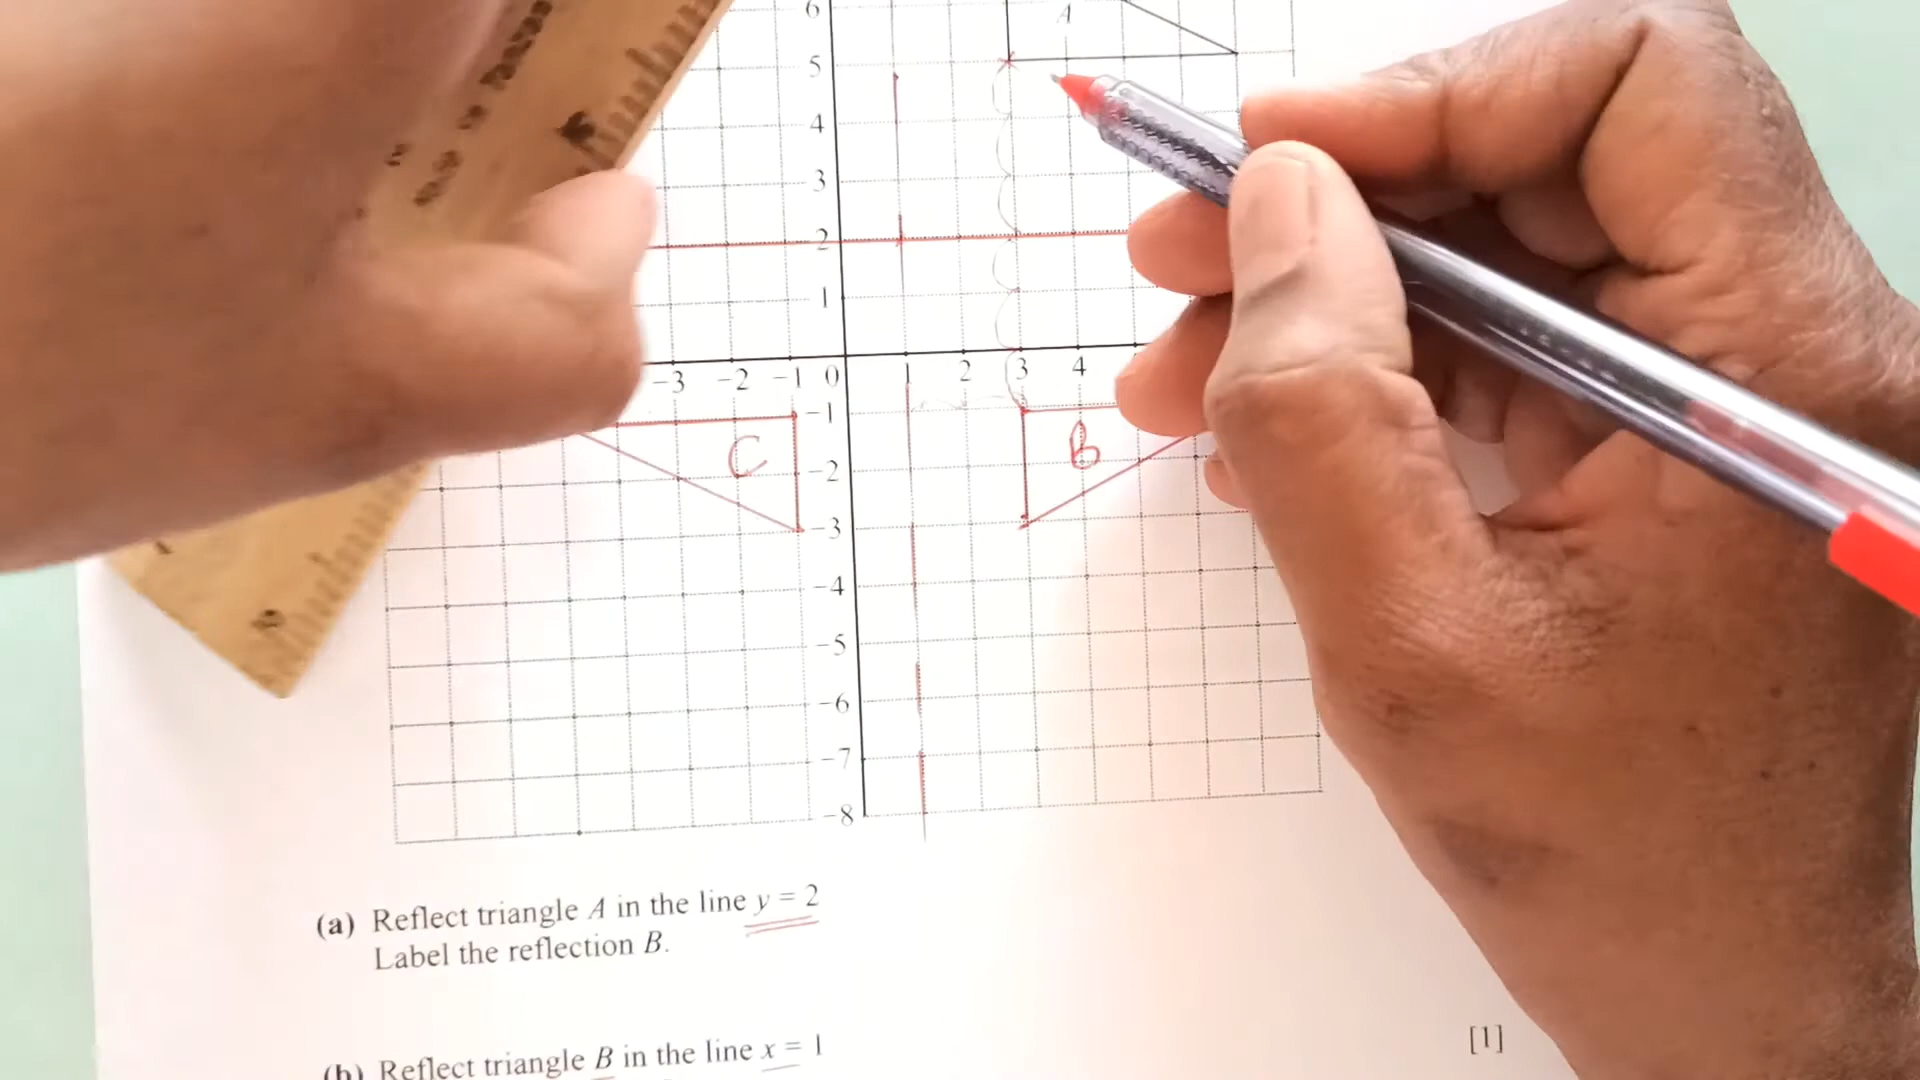 6
A
5
4
3
2
1
-3 -2 -1 0 1 2 3 4
-1
C B
-2
-3
-4
-5
-6
-7
-8
(a) Reflect triangle A in the line y = 2
Label the reflection B.
[1]
(b) Reflect triangle B in the line x = 1